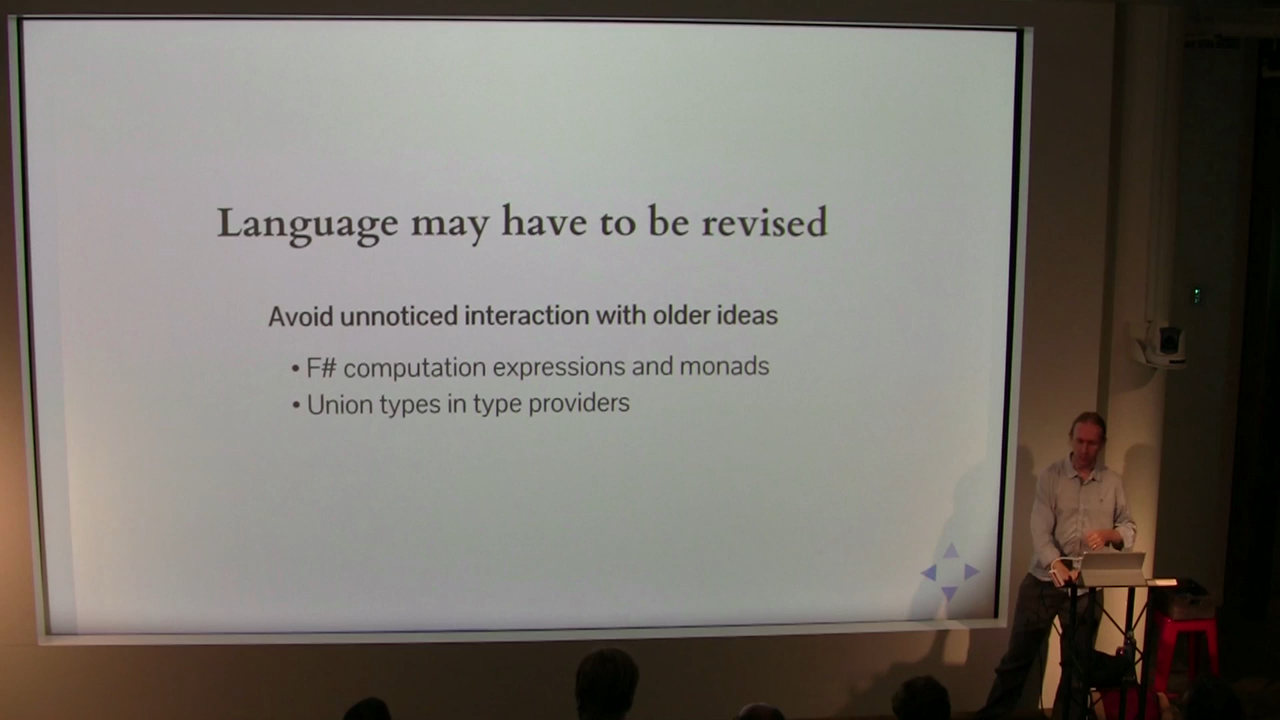 Language may have to be revised
Avoid unnoticed interaction with older ideas
• F# computation expressions and monads
• Union types in type providers